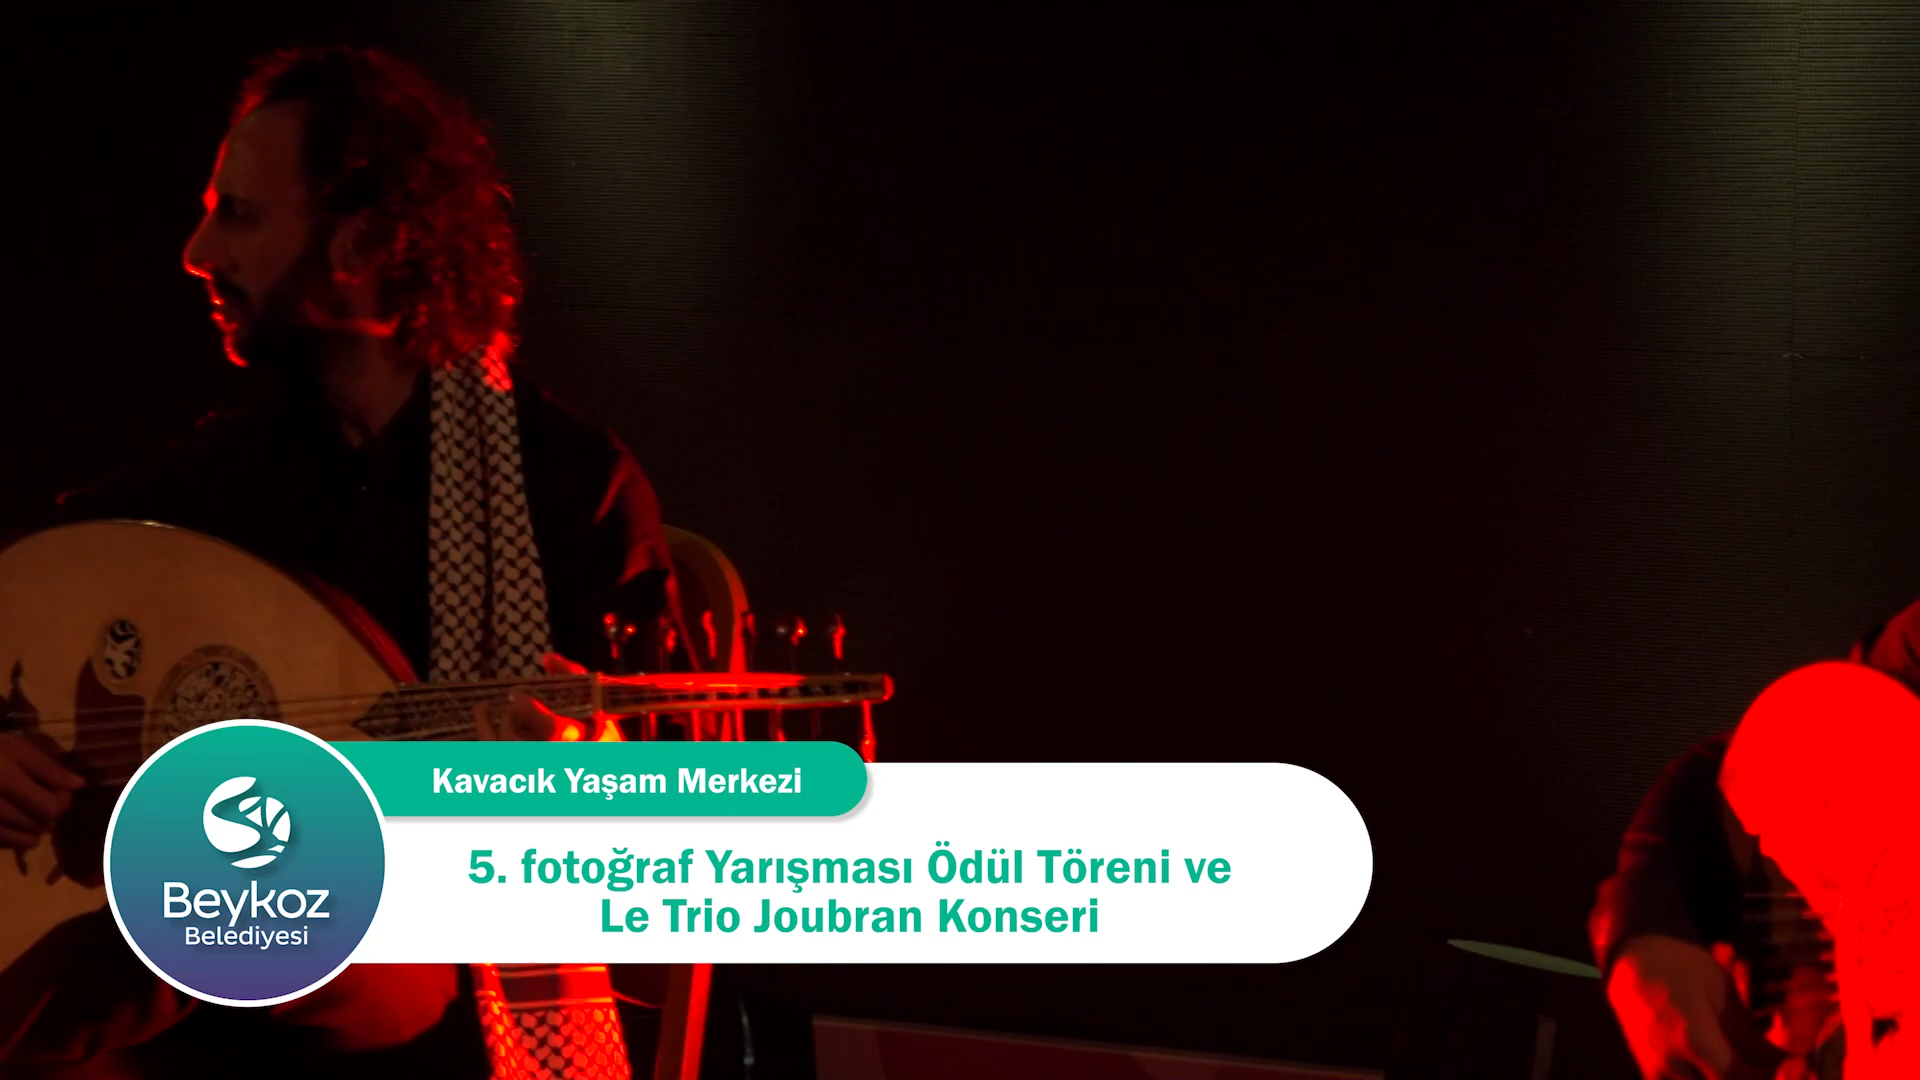 Kavacık Yaşam Merkezi
5. fotoğraf Yarışması Ödül Töreni ve
Le Trio Joubran Konseri
Beykoz
Belediyesi